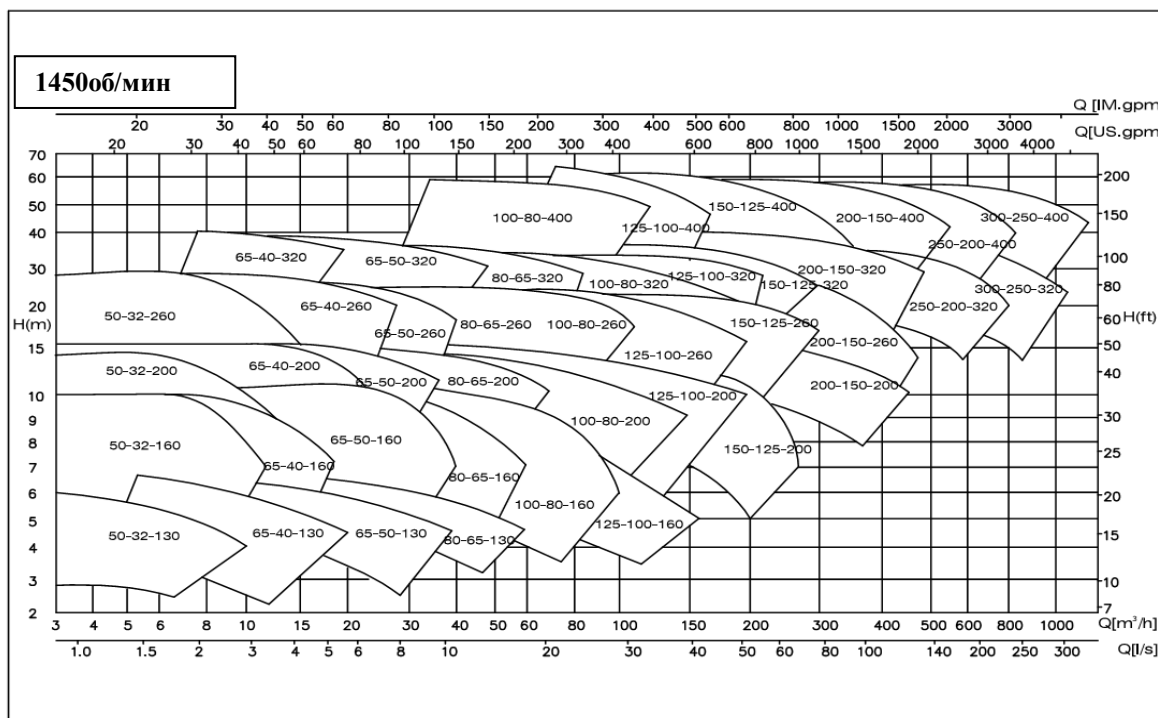 1450об/мин
Q [IM.gpm
20 30 40 50 60 80 100 150 200 300 400 500 600 800 1000 1500 2000 3000
Q[US.gpm
20 30 40 50 60 80 100 150 200 300 400 600 800 1000 1500 2000 3000 4000
70
60 200
50 150
40 100
30 80
20 60
H(m) H(ft)
15 50
40
10 30
9
8 25
7
6 20
5 15
4
3 10
2 7
100-80-400 125-100-400 150-125-400 200-150-400 250-200-400 300-250-400
65-40-320 65-50-320 80-65-320 100-80-320 125-100-320 150-125-320 200-150-320 250-200-320 300-250-320
50-32-260 65-40-260 65-50-260 80-65-260 100-80-260 125-100-260 150-125-260 200-150-260
50-32-200 65-40-200 65-50-200 80-65-200 100-80-200 125-100-200 150-125-200 200-150-200
50-32-160 65-40-160 65-50-160 80-65-160 100-80-160 125-100-160
50-32-130 65-40-130 65-50-130 80-65-130
3 4 5 6 8 10 15 20 30 40 50 60 80 100 150 200 300 400 500 600 800 1000 Q[m³/h]
1.0 1.5 2 3 4 5 6 8 10 20 30 40 50 60 80 100 140 200 250 300 Q[l/s]